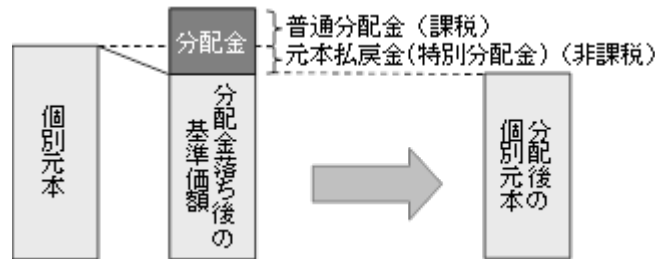 分配金
普通分配金（課税）
元本払戻金(特別分配金)（非課税）
個別元本
分配金落ち後の
基準価額
分配後の
個別元本